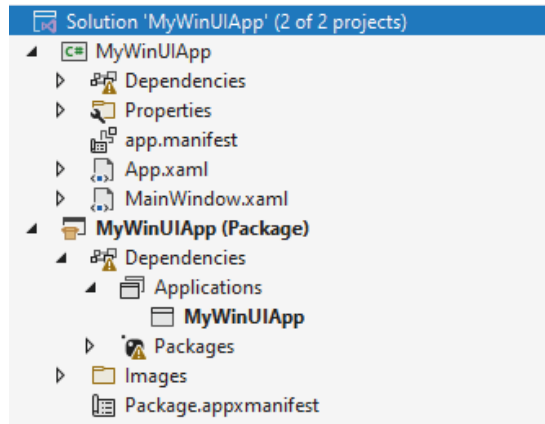 Solution 'MyWinUIApp' (2 of 2 projects)
C# MyWinUIApp
Dependencies
Properties
app.manifest
App.xaml
MainWindow.xaml
MyWinUIApp (Package)
Dependencies
Applications
MyWinUIApp
Packages
Images
Package.appxmanifest